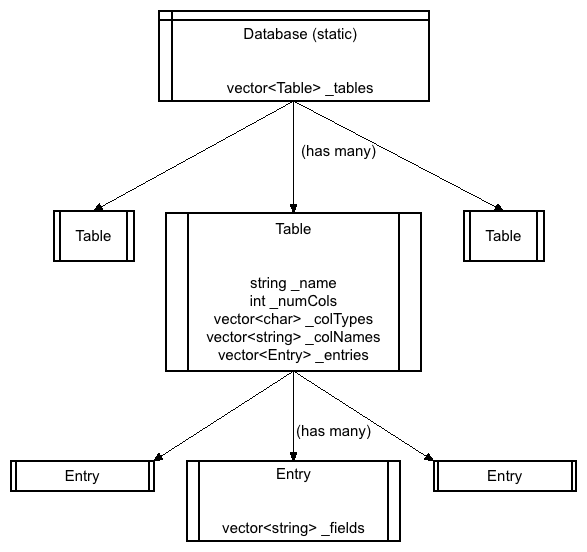 Database (static)
vector<Table> _tables
(has many)
Table
Table
Table
string _name
int _numCols
vector<char> _colTypes
vector<string> _colNames
vector<Entry> _entries
(has many)
Entry
Entry
Entry
vector<string> _fields